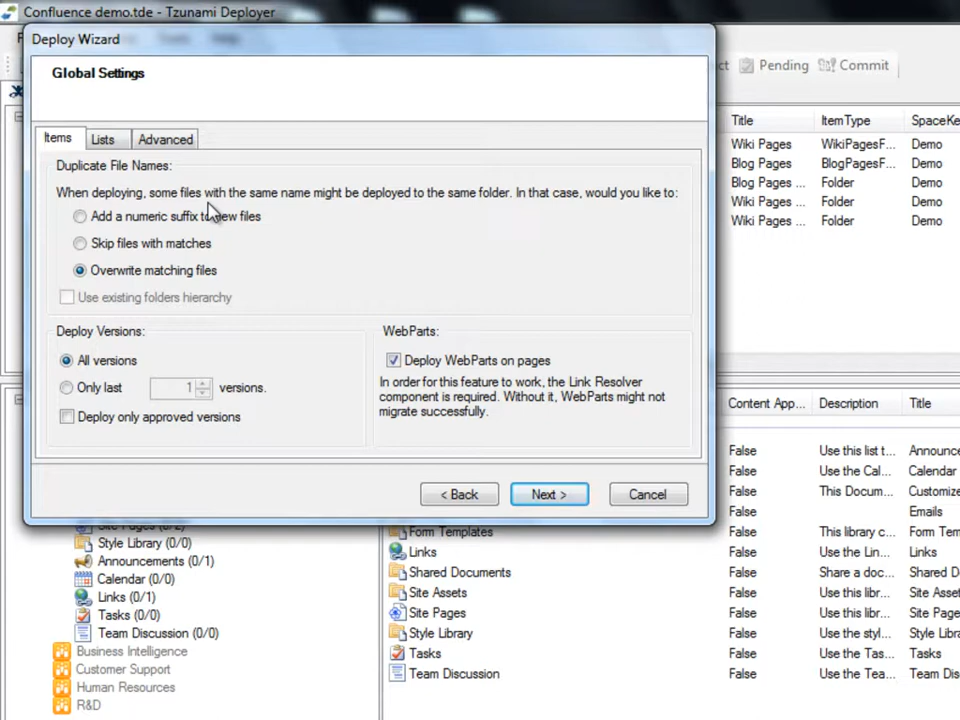 Confluence demo.tde - Tzunami Deployer
Deploy Wizard
Global Settings
Items
Lists
Advanced
Duplicate File Names:
When deploying, some files with the same name might be deployed to the same folder. In that case, would you like to:
Add a numeric suffix to new files
Skip files with matches
Overwrite matching files
Use existing folders hierarchy
Deploy Versions:
All versions
Only last 1 versions.
Deploy only approved versions
WebParts:
Deploy WebParts on pages
In order for this feature to work, the Link Resolver
component is required. Without it, WebParts might not
migrate successfully.
< Back
Next >
Cancel
ct Pending Commit
Title ItemType SpaceKe
Wiki Pages WikiPagesF... Demo
Blog Pages BlogPagesF... Demo
Blog Pages Folder Demo
Wiki Pages Folder Demo
Wiki Pages Folder Demo
Content App... Description Title
False Use this list t... Announc
False Use the Cal... Calendar
False This Docum... Customize
False Emails
Form Templates False This library c... Form Tem
Links False Use the Lin... Links
Shared Documents False Share a doc... Shared D
Site Assets False Use this libr... Site Asse
Site Pages False Use this libr... Site Page
Style Library False Use the styl... Style Libra
Tasks False Use the Tas... Tasks
Team Discussion False Use the Tea... Team Dis
Site Pages (0/2)
Style Library (0/0)
Announcements (0/1)
Calendar (0/0)
Links (0/1)
Tasks (0/0)
Team Discussion (0/0)
Business Intelligence
Customer Support
Human Resources
R&D